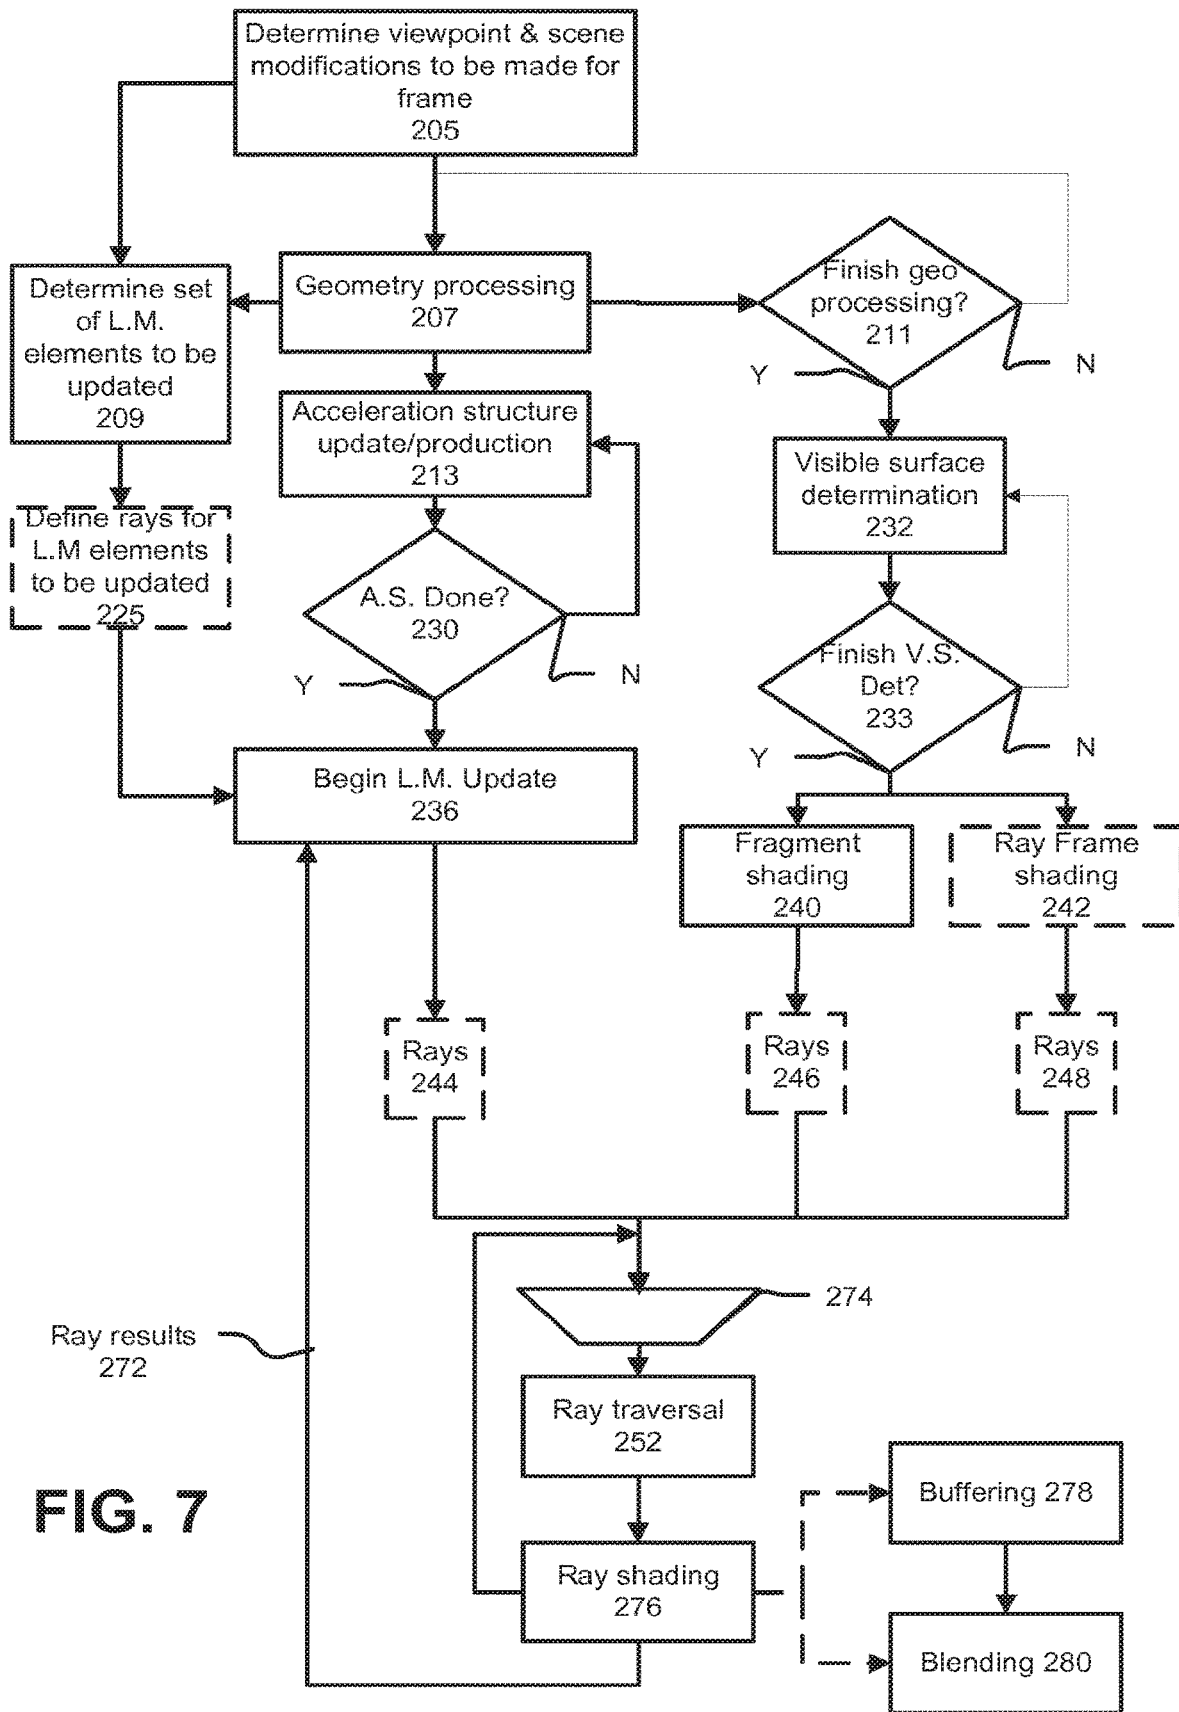 Determine viewpoint & scene
modifications to be made for
frame
205
Determine set
of L.M.
elements to be
updated
209
Geometry processing
207
Finish geo
processing?
211
Y
N
Acceleration structure
update/production
213
Visible surface
determination
232
Define rays for
L.M elements
to be updated
225
A.S. Done?
230
Y
N
Finish V.S.
Det?
233
Y
N
Begin L.M. Update
236
Fragment
shading
240
Ray Frame
shading
242
Rays
244
Rays
246
Rays
248
274
Ray results
272
Ray traversal
252
Buffering 278
FIG. 7
Ray shading
276
Blending 280